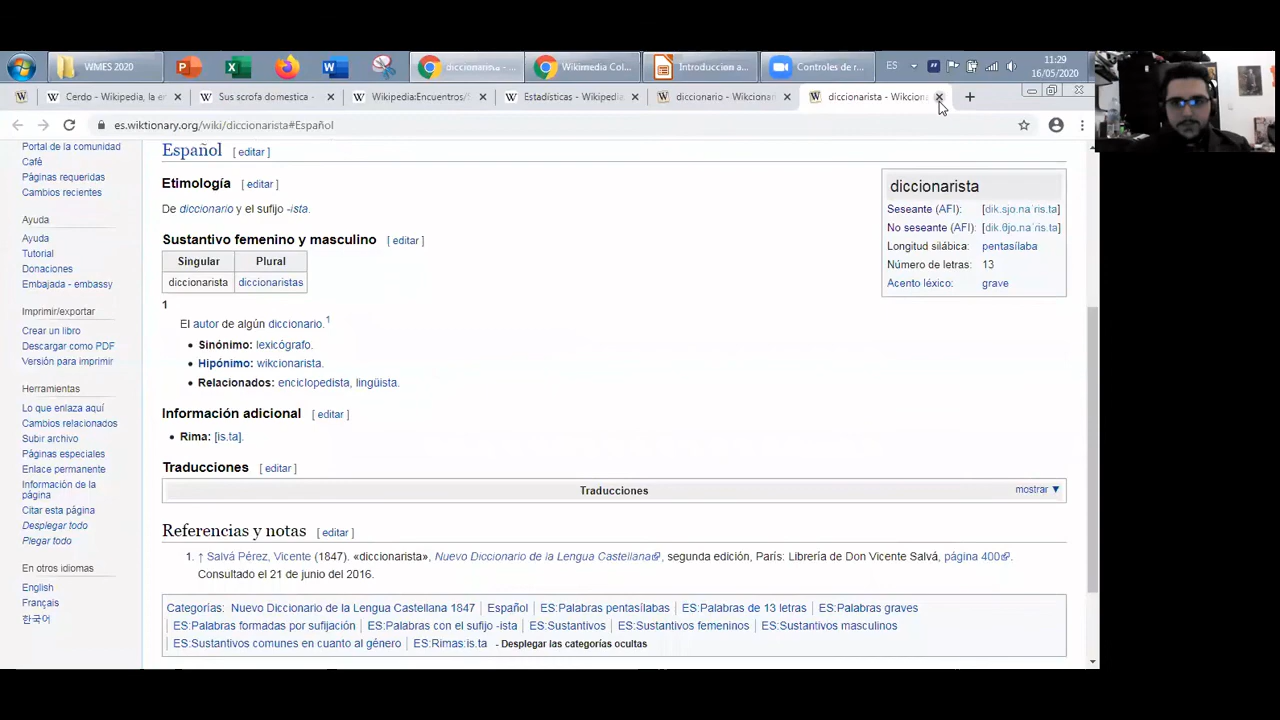 WMES 2020
diccionarista - ...
Wikimedia Col...
Introduccion a...
Controles de r...
ES
11:29
16/05/2020
Cerdo - Wikipedia, la en
Sus scrofa domestica -
Wikipedia:Encuentros/S
Estadísticas - Wikipedia
diccionario - Wikcionar
diccionarista - Wikcion
es.wiktionary.org/wiki/diccionarista#Español
Portal de la comunidad
Café
Páginas requeridas
Cambios recientes
Ayuda
Ayuda
Tutorial
Donaciones
Embajada - embassy
Imprimir/exportar
Crear un libro
Descargar como PDF
Versión para imprimir
Herramientas
Lo que enlaza aquí
Cambios relacionados
Subir archivo
Páginas especiales
Enlace permanente
Información de la
página
Citar esta página
Desplegar todo
Plegar todo
En otros idiomas
English
Français
한국어
Español [ editar ]
Etimología [ editar ]
De diccionario y el sufijo -ista.
Sustantivo femenino y masculino [ editar ]
Singular Plural
diccionarista diccionaristas
1
El autor de algún diccionario.1
• Sinónimo: lexicógrafo.
• Hipónimo: wikcionarista.
• Relacionados: enciclopedista, lingüista.
Información adicional [ editar ]
• Rima: [is.ta].
Traducciones [ editar ]
Traducciones mostrar ▼
Referencias y notas [ editar ]
1. ↑ Salvá Pérez, Vicente (1847). «diccionarista», Nuevo Diccionario de la Lengua Castellana, segunda edición, París: Librería de Don Vicente Salvá, página 400.
Consultado el 21 de junio del 2016.
Categorías: Nuevo Diccionario de la Lengua Castellana 1847 | Español | ES:Palabras pentasílabas | ES:Palabras de 13 letras | ES:Palabras graves
| ES:Palabras formadas por sufijación | ES:Palabras con el sufijo -ista | ES:Sustantivos | ES:Sustantivos femeninos | ES:Sustantivos masculinos
| ES:Sustantivos comunes en cuanto al género | ES:Rimas:is.ta - Desplegar las categorías ocultas
diccionarista
Seseante (AFI): [dik.sjo.naˈɾis.ta]
No seseante (AFI): [dik.θjo.naˈɾis.ta]
Longitud silábica: pentasílaba
Número de letras: 13
Acento léxico: grave